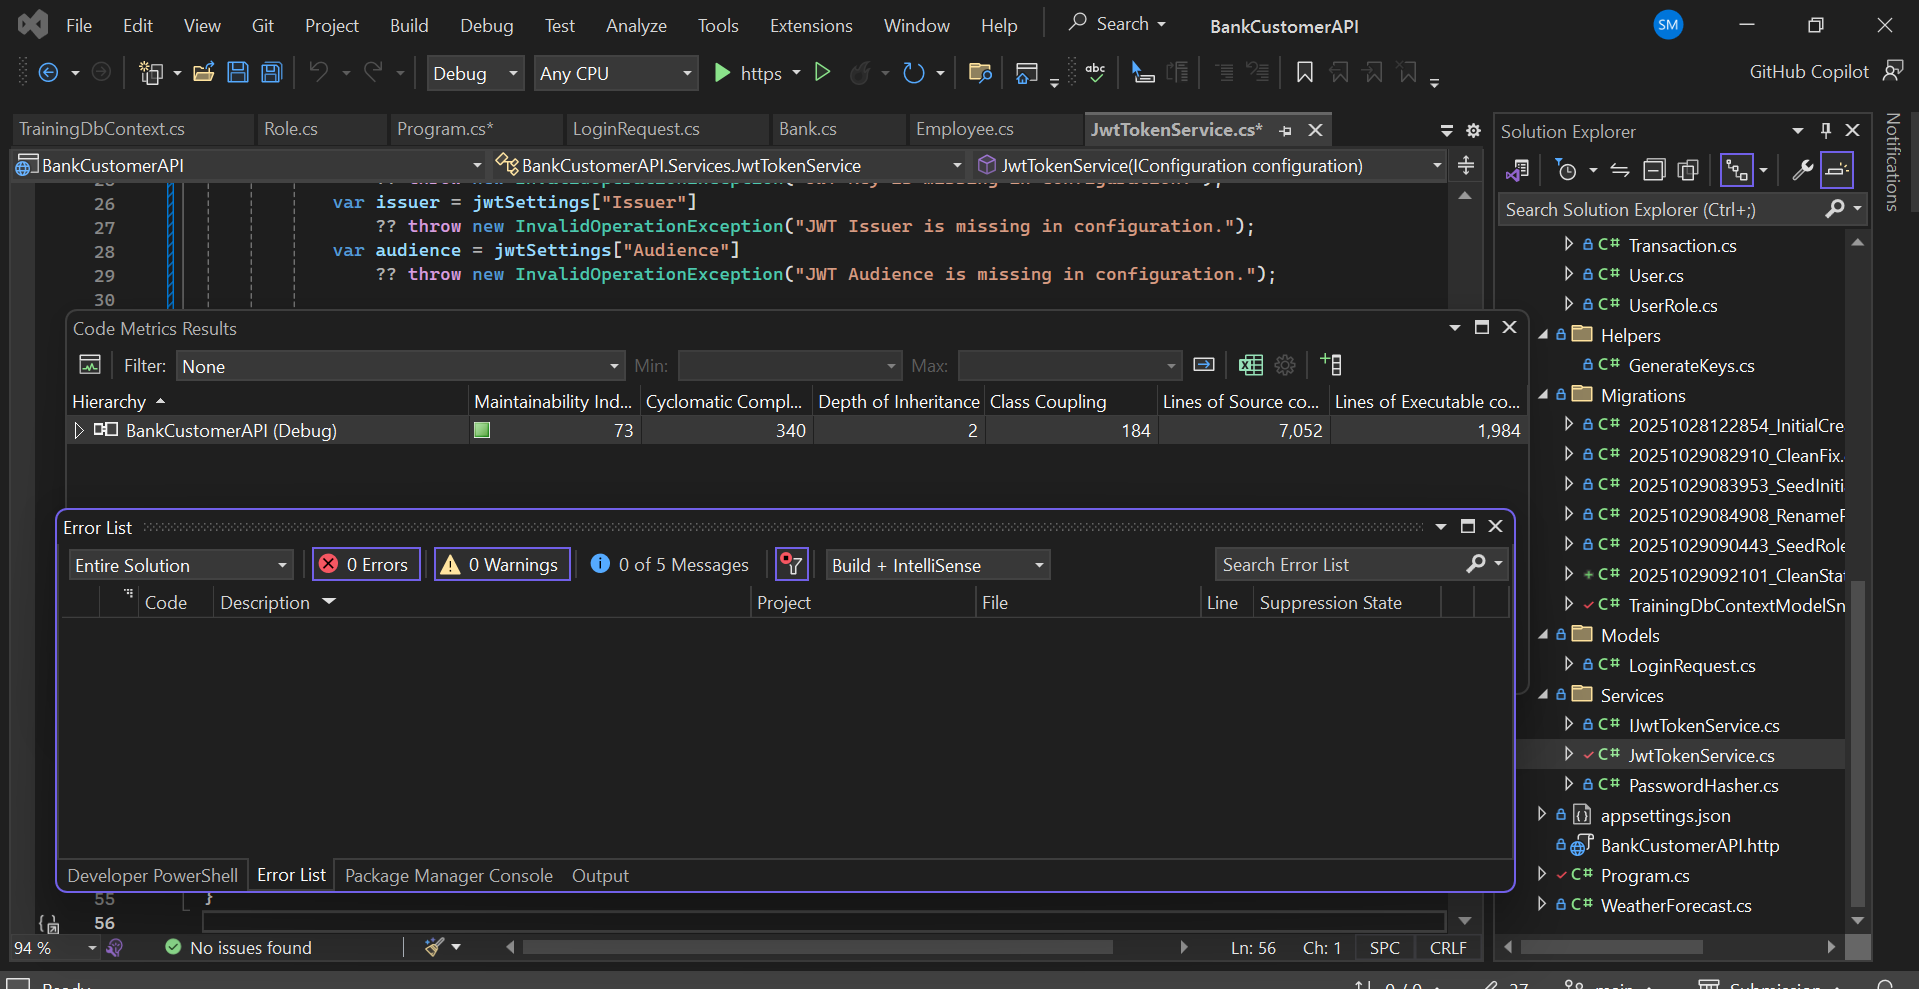 File Edit View Git Project Build Debug Test Analyze Tools Extensions Window Help Search BankCustomerAPI SM
Debug Any CPU https abc GitHub Copilot
TrainingDbContext.cs Role.cs Program.cs* LoginRequest.cs Bank.cs Employee.cs JwtTokenService.cs*
BankCustomerAPI BankCustomerAPI.Services.JwtTokenService JwtTokenService(IConfiguration configuration)
26 var issuer = jwtSettings["Issuer"]
27 ?? throw new InvalidOperationException("JWT Issuer is missing in configuration.");
28 var audience = jwtSettings["Audience"]
29 ?? throw new InvalidOperationException("JWT Audience is missing in configuration.");
30
Code Metrics Results
Filter: None Min: Max:
Hierarchy Maintainability Ind... Cyclomatic Compl... Depth of Inheritance Class Coupling Lines of Source co... Lines of Executable co...
BankCustomerAPI (Debug) 73 340 2 184 7,052 1,984
Error List
Entire Solution 0 Errors 0 Warnings 0 of 5 Messages Build + IntelliSense Search Error List
Code Description Project File Line Suppression State
Developer PowerShell Error List Package Manager Console Output
55 }
56
94 % No issues found Ln: 56 Ch: 1 SPC CRLF
Solution Explorer
Search Solution Explorer (Ctrl+;)
C# Transaction.cs
C# User.cs
C# UserRole.cs
Helpers
C# GenerateKeys.cs
Migrations
C# 20251028122854_InitialCre
C# 20251029082910_CleanFix.
C# 20251029083953_SeedIniti
C# 20251029084908_RenameF
C# 20251029090443_SeedRole
C# 20251029092101_CleanStat
C# TrainingDbContextModelSn
Models
C# LoginRequest.cs
Services
C# IJwtTokenService.cs
C# JwtTokenService.cs
C# PasswordHasher.cs
appsettings.json
BankCustomerAPI.http
C# Program.cs
C# WeatherForecast.cs
Notifications
Ready 0 / 0 27 main Submission